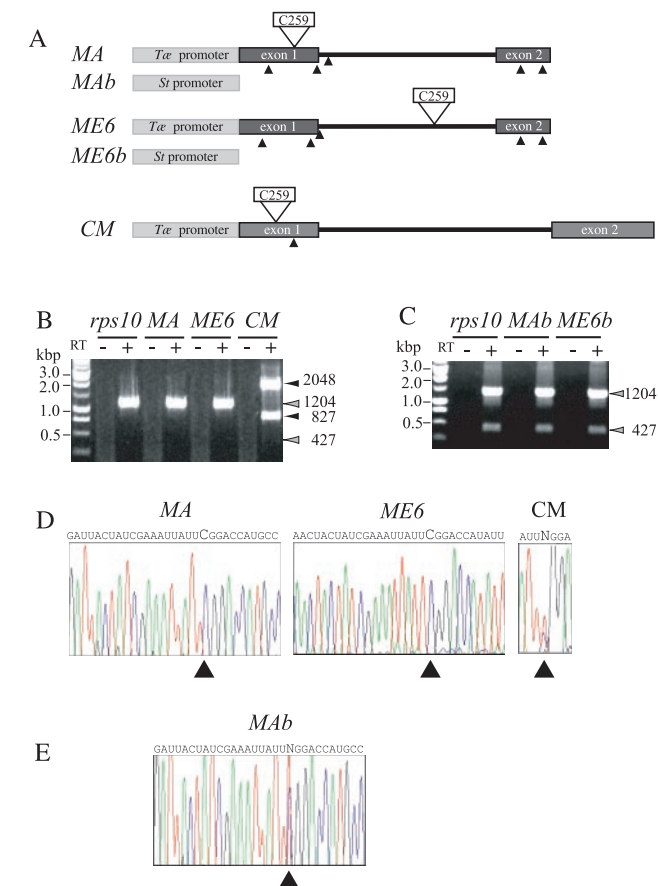 A
C259
MA
Tæ promoter
exon 1
exon 2
MAb
St promoter
C259
ME6
Tæ promoter
exon 1
exon 2
ME6b
St promoter
C259
CM
Tæ promoter
exon 1
exon 2
B
rps10 MA ME6 CM
RT - + - + - + - +
kbp
3.0
2.0
1.0
0.5
2048
1204
827
427
C
rps10 MAb ME6b
RT - + - + - +
kbp
3.0
2.0
1.0
0.5
1204
427
D
MA
GAUUACUAUCGAAAUUAUUCGGACCAUGCC
ME6
AACUACUAUCGAAAUUAUUCGGACCAUAUU
CM
AUUNGGA
E
MAb
GAUUACUAUCGAAAUUAUUNGGACCAUGCC